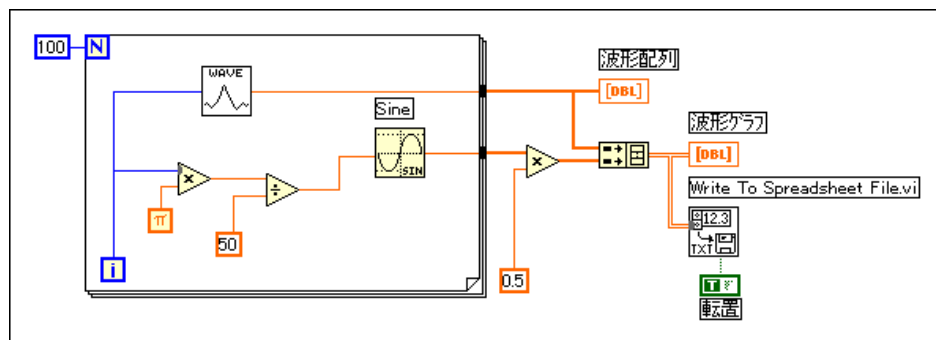 100
N
WAVE
波形配列
[DBL]
Sine
SIN
波形グラフ
[DBL]
×
÷
×
Write To Spreadsheet File.vi
π
50
12.3
TXT
i
0.5
T F
転置